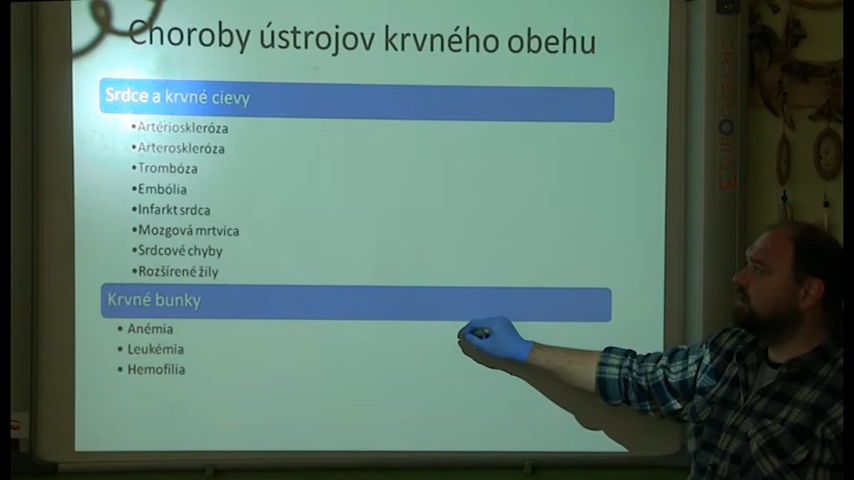 Choroby ústrojov krvného obehu
Srdce a krvné cievy
•Artérioskleróza
•Arteroskleróza
•Trombóza
•Embólia
•Infarkt srdca
•Mozgová mrtvica
•Srdcové chyby
•Rozšírené žily
Krvné bunky
• Anémia
• Leukémia
• Hemofília